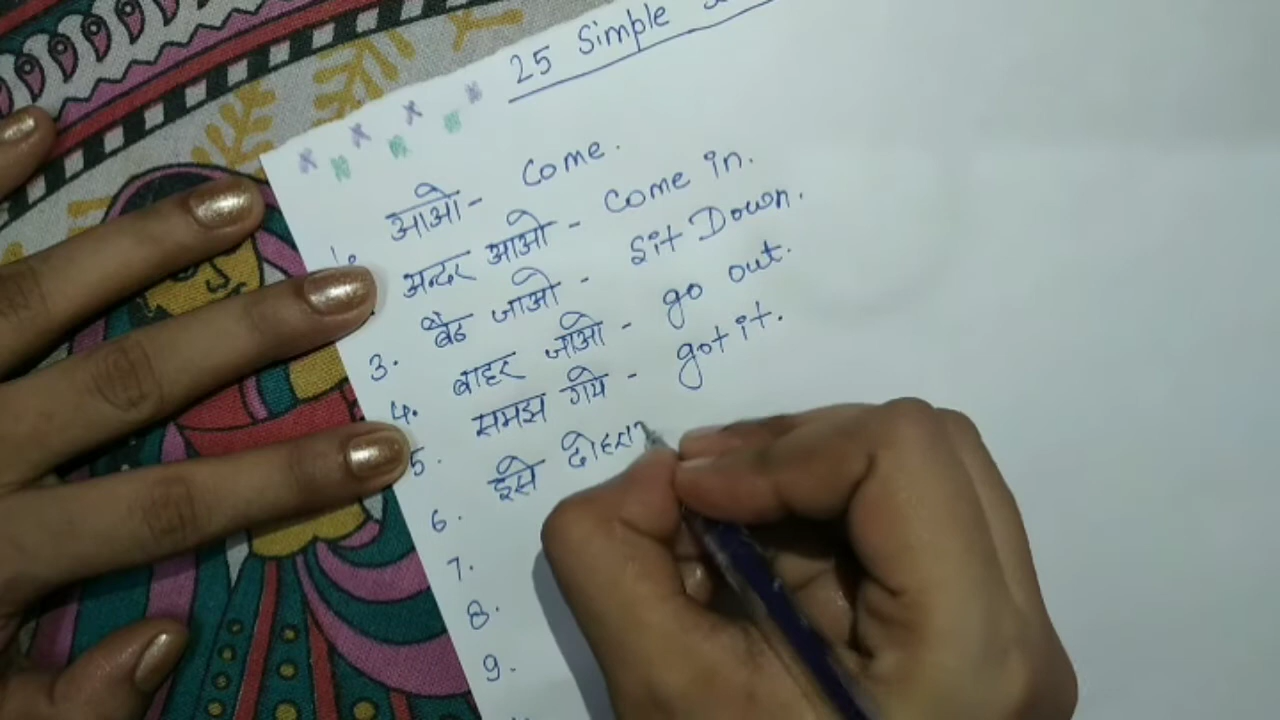 25 Simple
1. आओ - Come.
अन्दर आओ - Come in.
3. बैठ जाओ - Sit Down.
4. बाहर जाओ - go out.
5. समझ गये - got it.
6. इसे दोहरा
7.
8.
9.